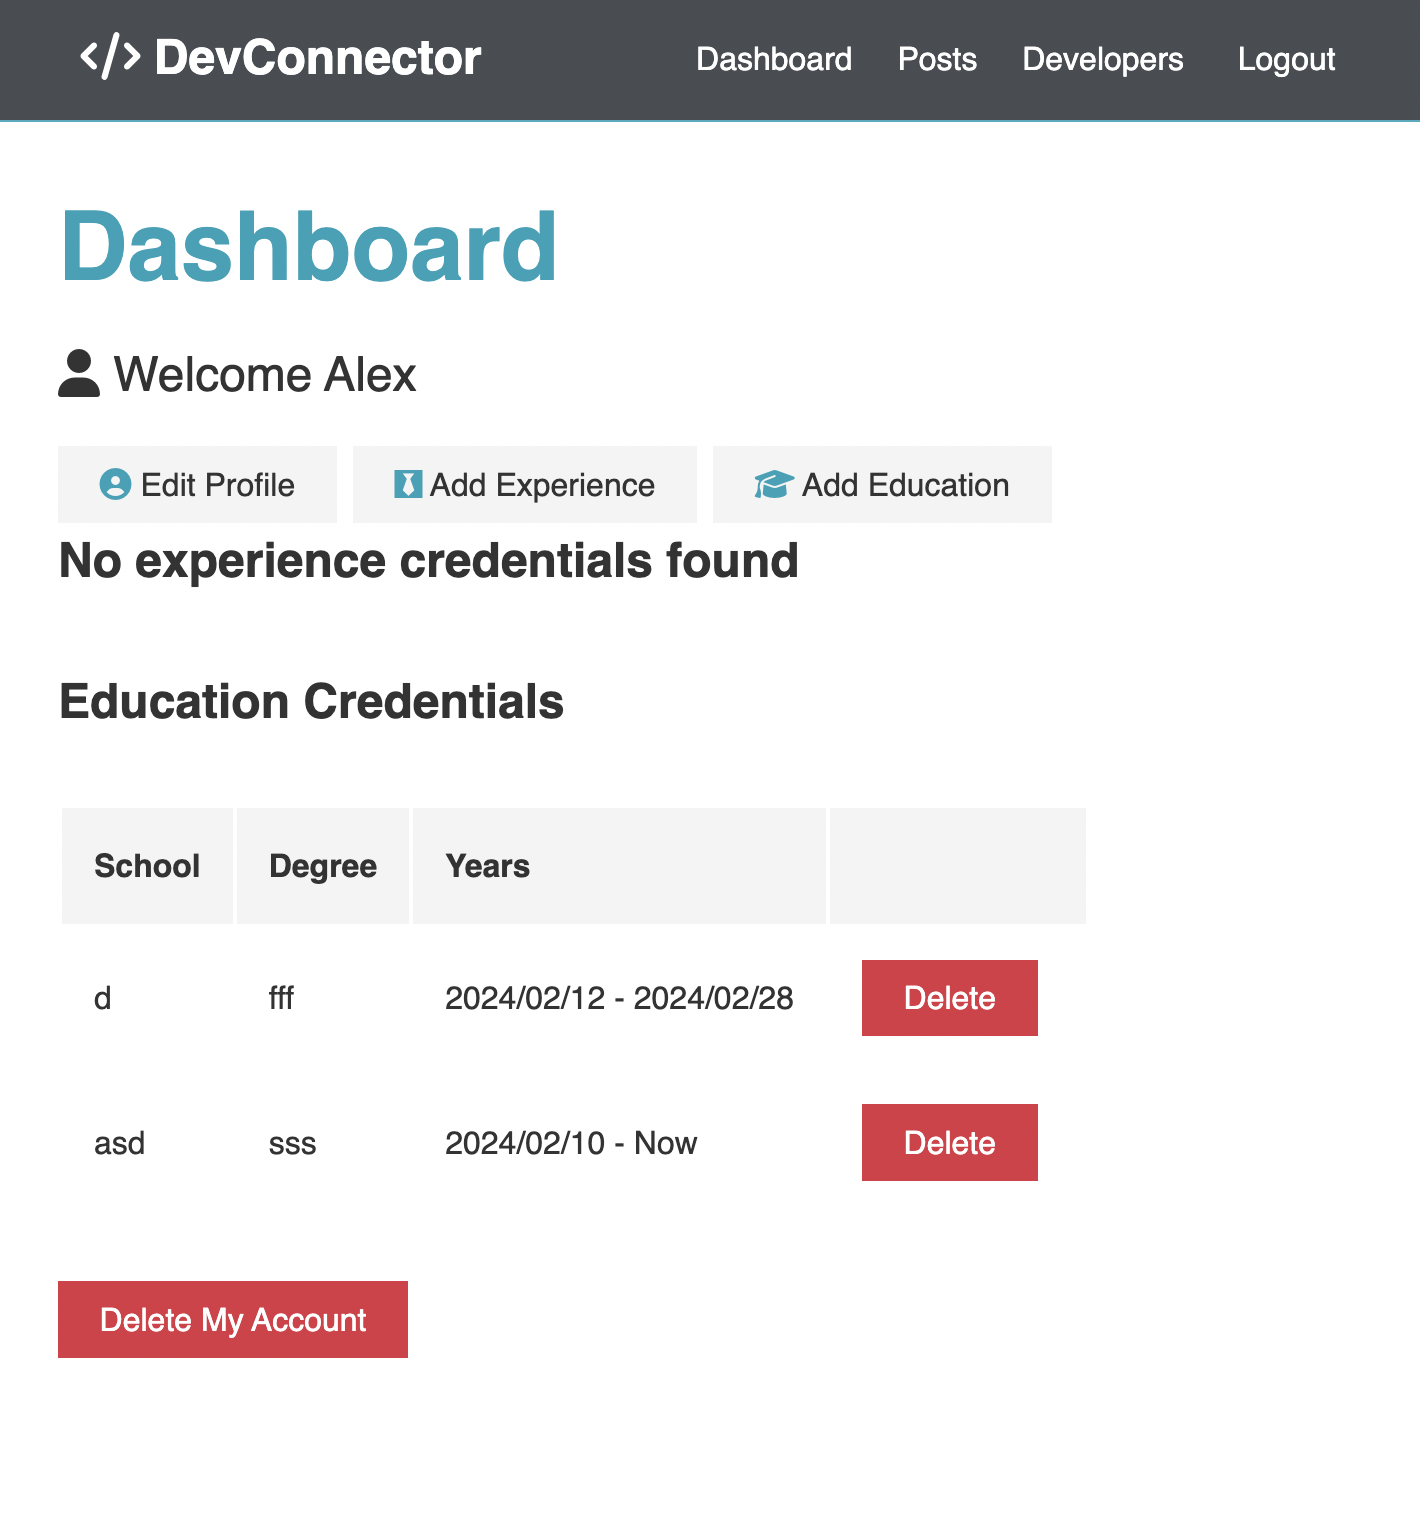 DevConnector Dashboard Posts Developers Logout
Dashboard
Welcome Alex
Edit Profile Add Experience Add Education
No experience credentials found
Education Credentials
School Degree Years
d fff 2024/02/12 - 2024/02/28 Delete
asd sss 2024/02/10 - Now Delete
Delete My Account